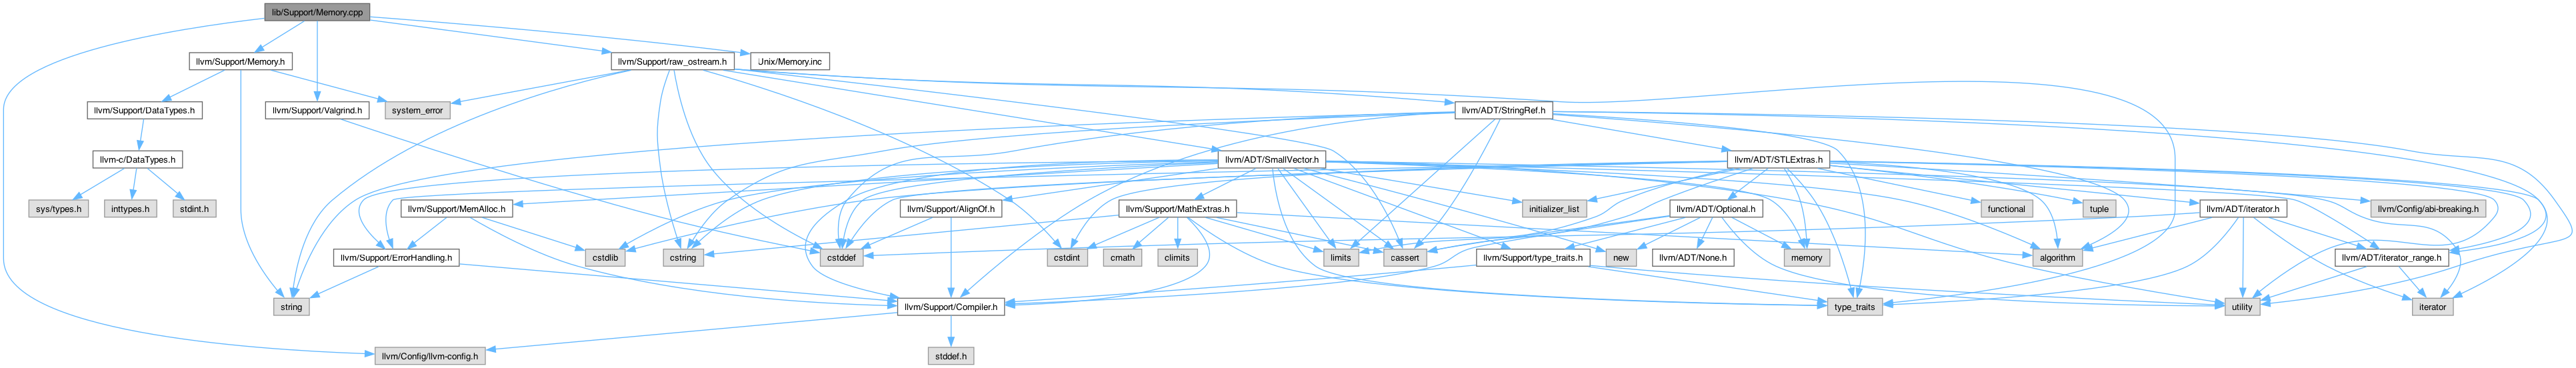 lib/Support/Memory.cpp
llvm/Support/Memory.h
llvm/Support/raw_ostream.h
Unix/Memory.inc
llvm/Support/DataTypes.h
llvm/Support/Valgrind.h
system_error
llvm/ADT/StringRef.h
llvm-c/DataTypes.h
llvm/ADT/SmallVector.h
llvm/ADT/STLExtras.h
sys/types.h
inttypes.h
stdint.h
llvm/Support/MemAlloc.h
llvm/Support/AlignOf.h
llvm/Support/MathExtras.h
initializer_list
llvm/ADT/Optional.h
functional
tuple
llvm/ADT/iterator.h
llvm/Config/abi-breaking.h
llvm/Support/ErrorHandling.h
cstdlib
cstring
cstddef
cstdint
cmath
climits
limits
cassert
llvm/Support/type_traits.h
new
llvm/ADT/None.h
memory
algorithm
llvm/ADT/iterator_range.h
string
llvm/Support/Compiler.h
type_traits
utility
iterator
llvm/Config/llvm-config.h
stddef.h